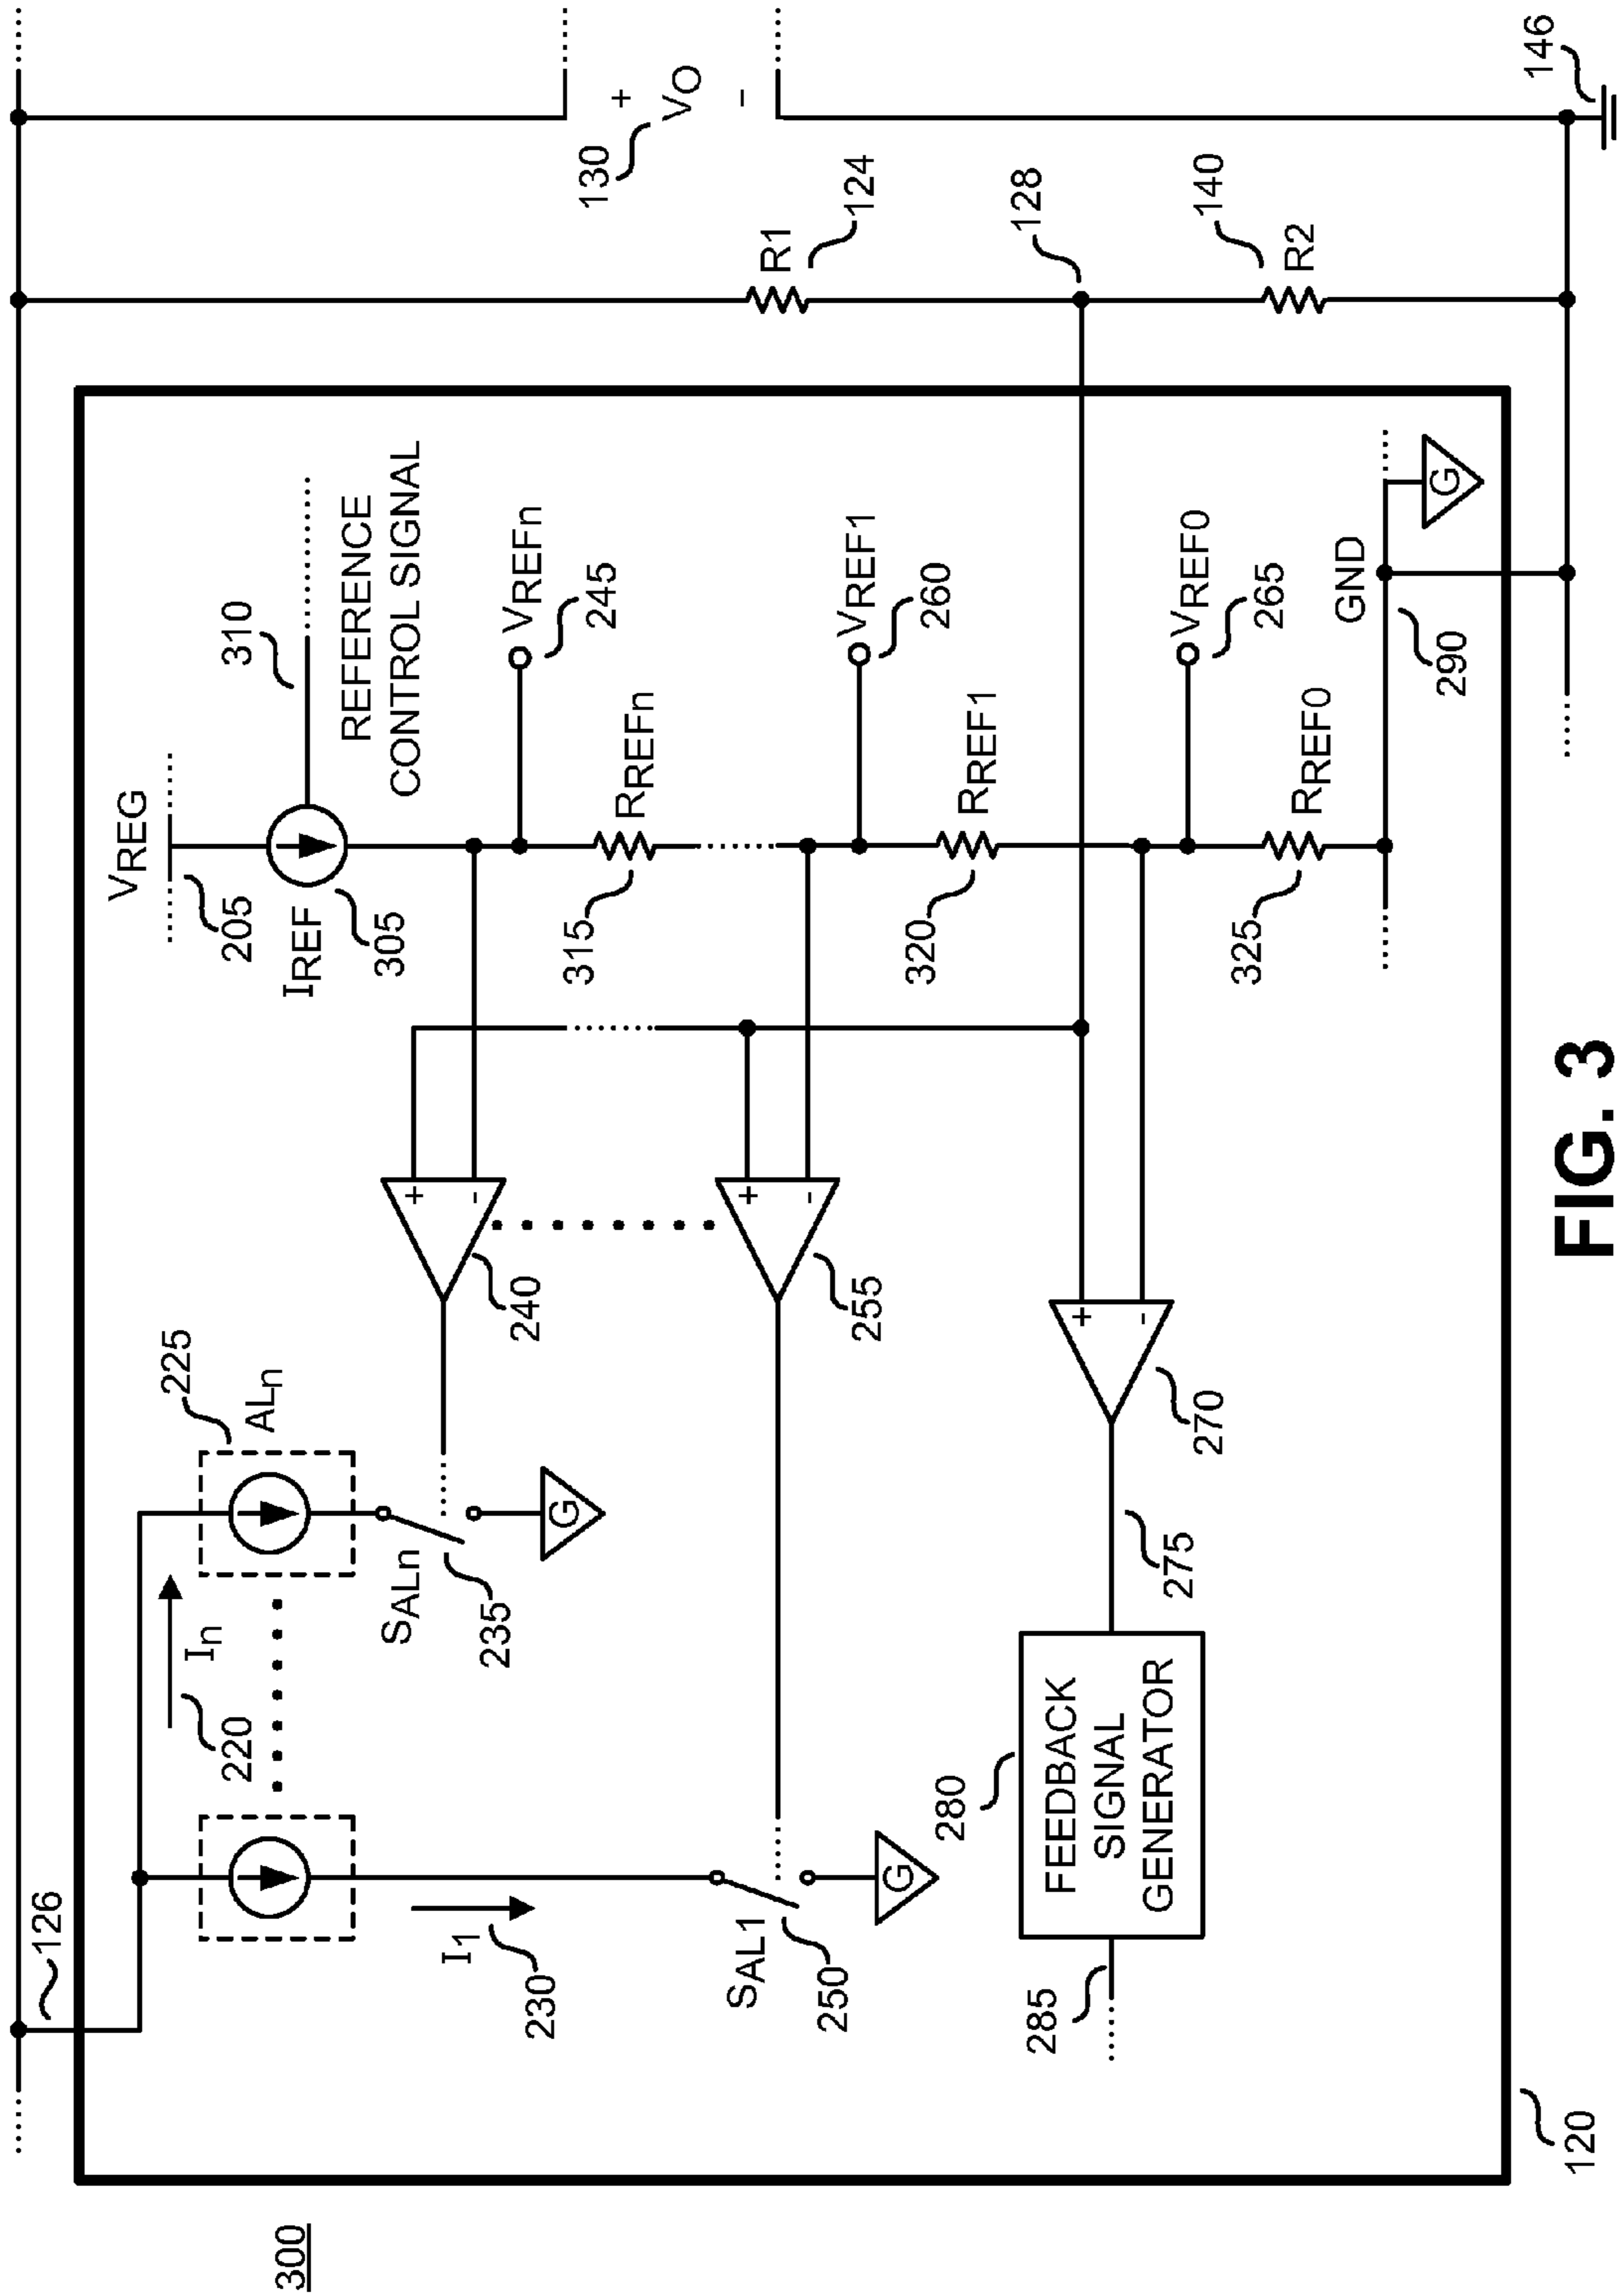 300
126
VREG
205
IREF
305
310
REFERENCE
CONTROL SIGNAL
I1
230
In
220
225
ALn
SALn
235
+
-
240
VREFn
245
RREFn
315
+
VO
-
130
SAL1
250
+
-
255
VREF1
260
RREF1
320
R1
124
128
285
280
FEEDBACK
SIGNAL
GENERATOR
275
+
-
270
VREF0
265
RREF0
325
R2
140
GND
290
G
G
G
146
120
FIG. 3